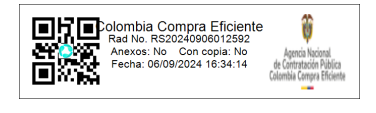 Colombia Compra Eficiente
Rad No. RS20240906012592
Anexos: No Con copia: No
Fecha: 06/09/2024 16:34:14
Agencia Nacional
de Contratación Pública
Colombia Compra Eficiente